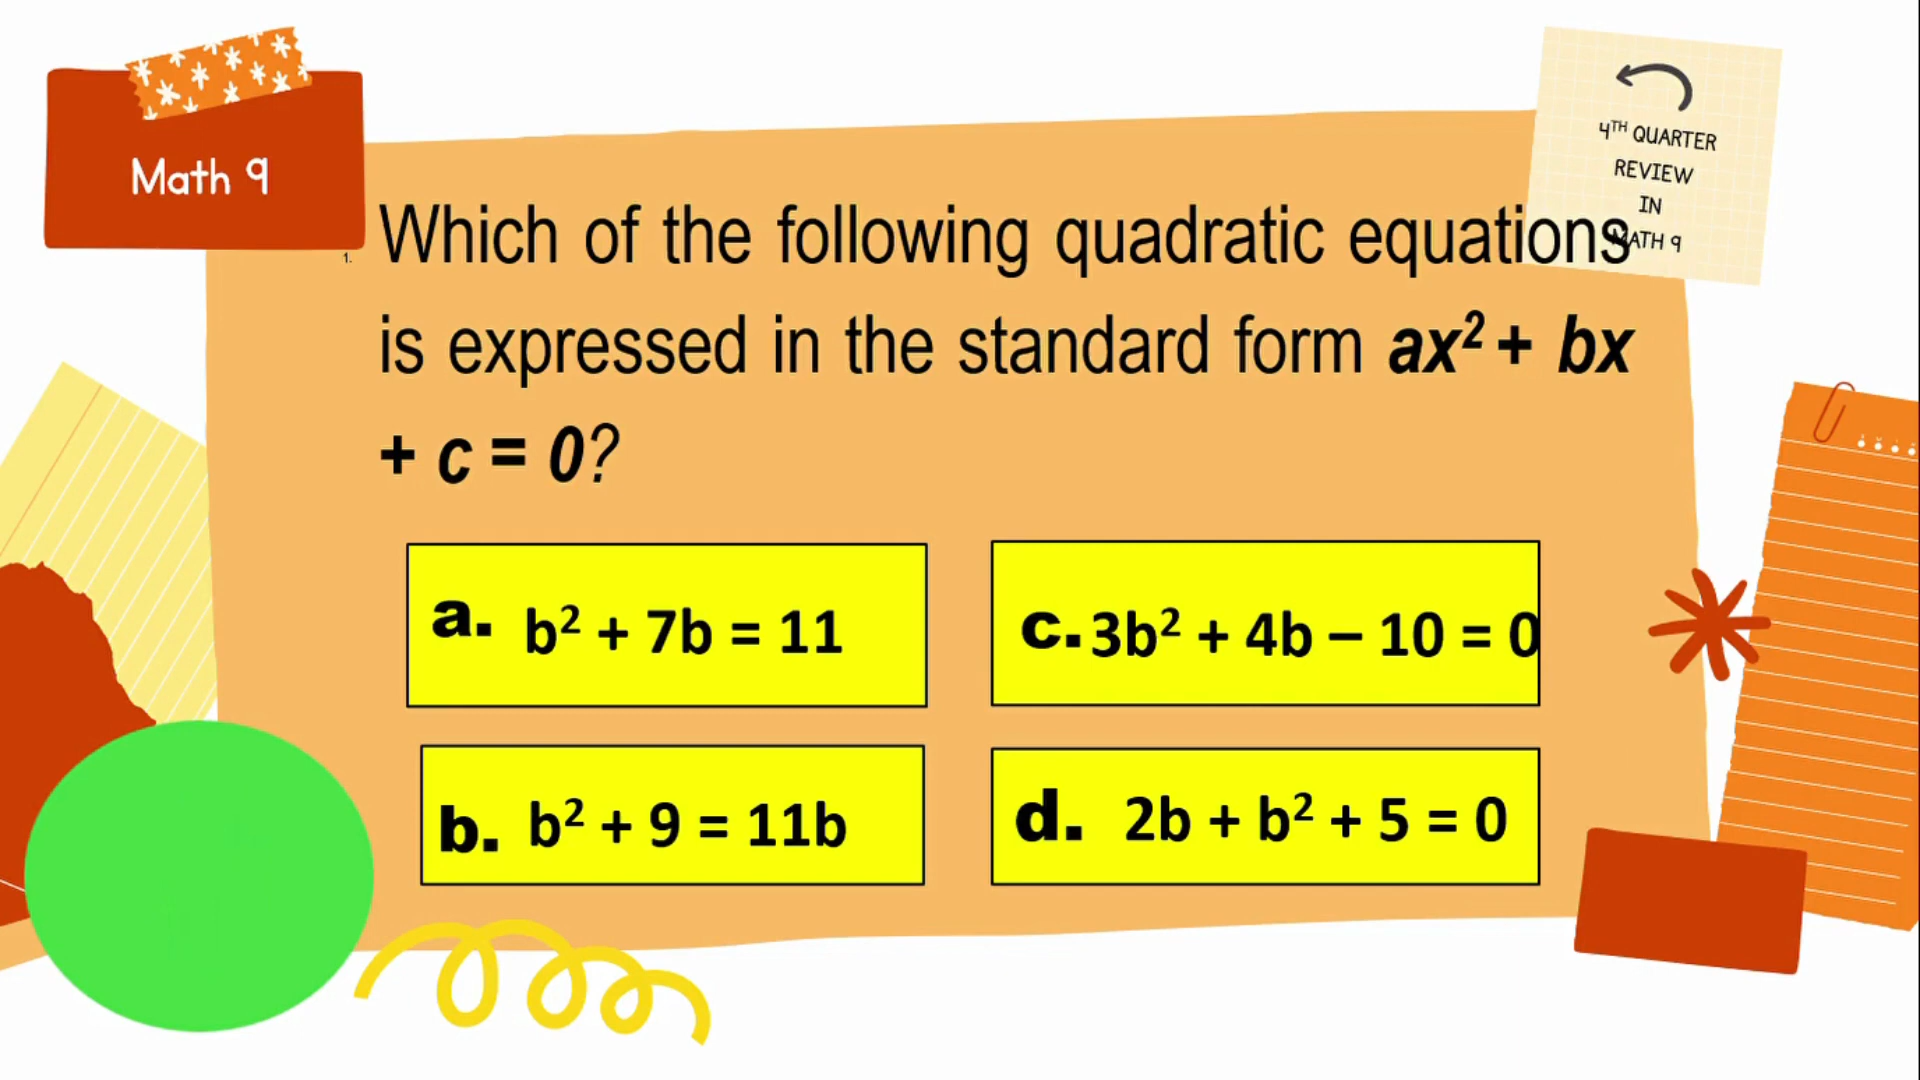 Math 9
4TH QUARTER
REVIEW
IN
MATH 9
1. Which of the following quadratic equations
is expressed in the standard form ax² + bx
+ c = 0?
a. b² + 7b = 11
c. 3b² + 4b – 10 = 0
b. b² + 9 = 11b
d. 2b + b² + 5 = 0